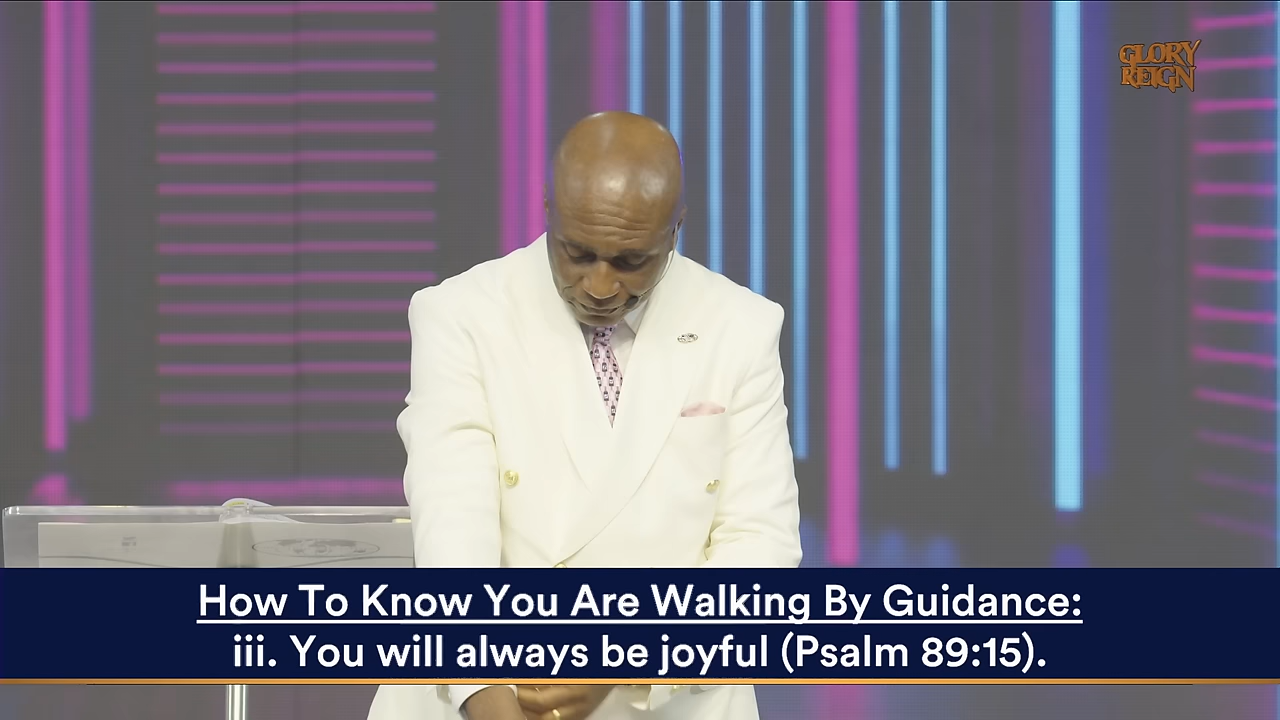 GLORY
REIGN
How To Know You Are Walking By Guidance:
iii. You will always be joyful (Psalm 89:15).